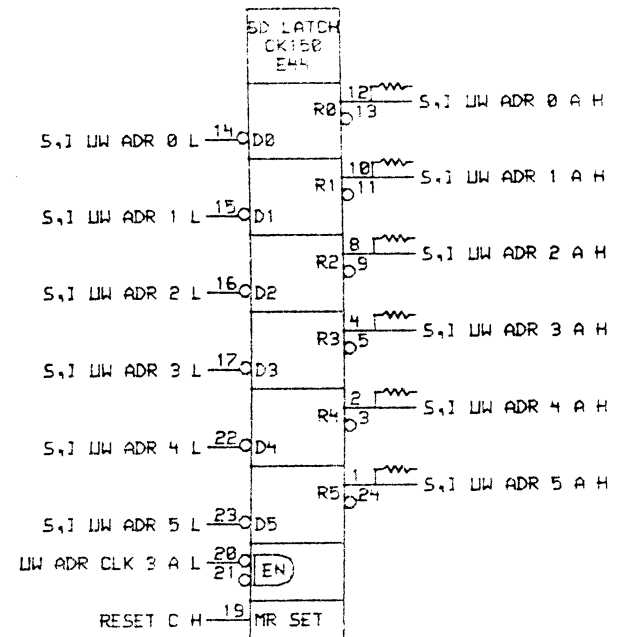 5D LATCH
CK150
E44
12
R0 S,I UW ADR 0 A H
13
S,I UW ADR 0 L 14 D0
10
R1 S,I UW ADR 1 A H
11
S,I UW ADR 1 L 15 D1
8
R2 S,I UW ADR 2 A H
9
S,I UW ADR 2 L 16 D2
4
R3 S,I UW ADR 3 A H
5
S,I UW ADR 3 L 17 D3
2
R4 S,I UW ADR 4 A H
3
S,I UW ADR 4 L 22 D4
1
R5 S,I UW ADR 5 A H
24
S,I UW ADR 5 L 23 D5
UW ADR CLK 3 A L 20
21 EN
RESET C H 19 MR SET